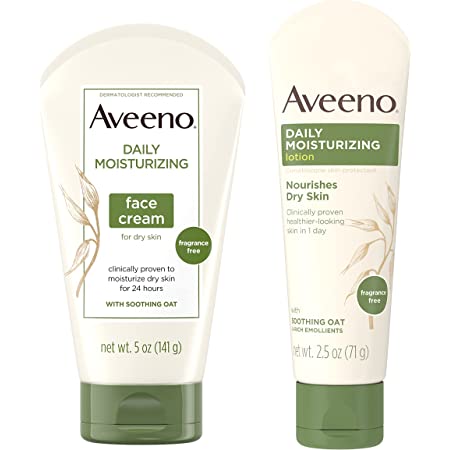 DERMATOLOGIST RECOMMENDED
Aveeno®
DAILY
MOISTURIZING
face
cream
for dry skin
fragrance
free
clinically proven to
moisturize dry skin
for 24 hours
WITH SOOTHING OAT
net wt. 5 oz (141 g)
Aveeno®
DAILY
MOISTURIZING
lotion
Nourishes
Dry Skin
Clinically proven
healthier-looking
skin in 1 day
fragrance
free
with
SOOTHING OAT
& RICH EMOLLIENTS
net wt. 2.5 oz (71 g)